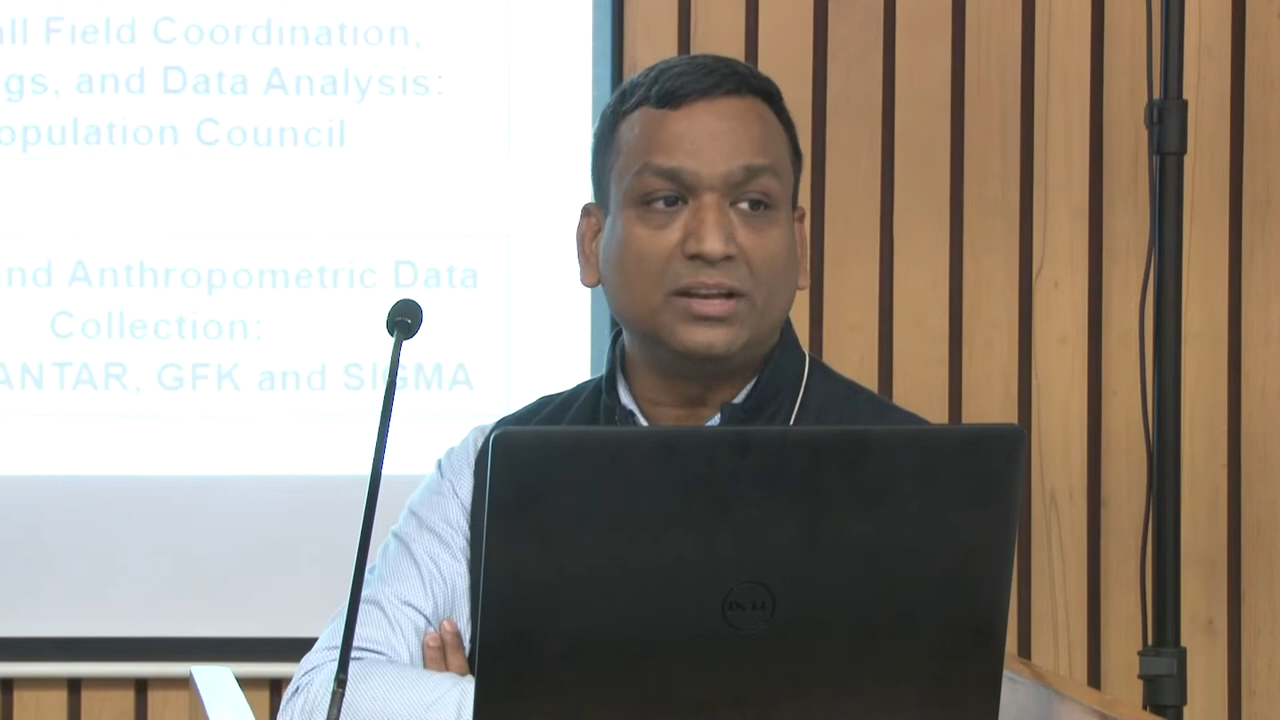 ll Field Coordination,
gs, and Data Analysis:
opulation Council
nd Anthropometric Data
Collection:
ANTAR, GFK and SIGMA
DELL